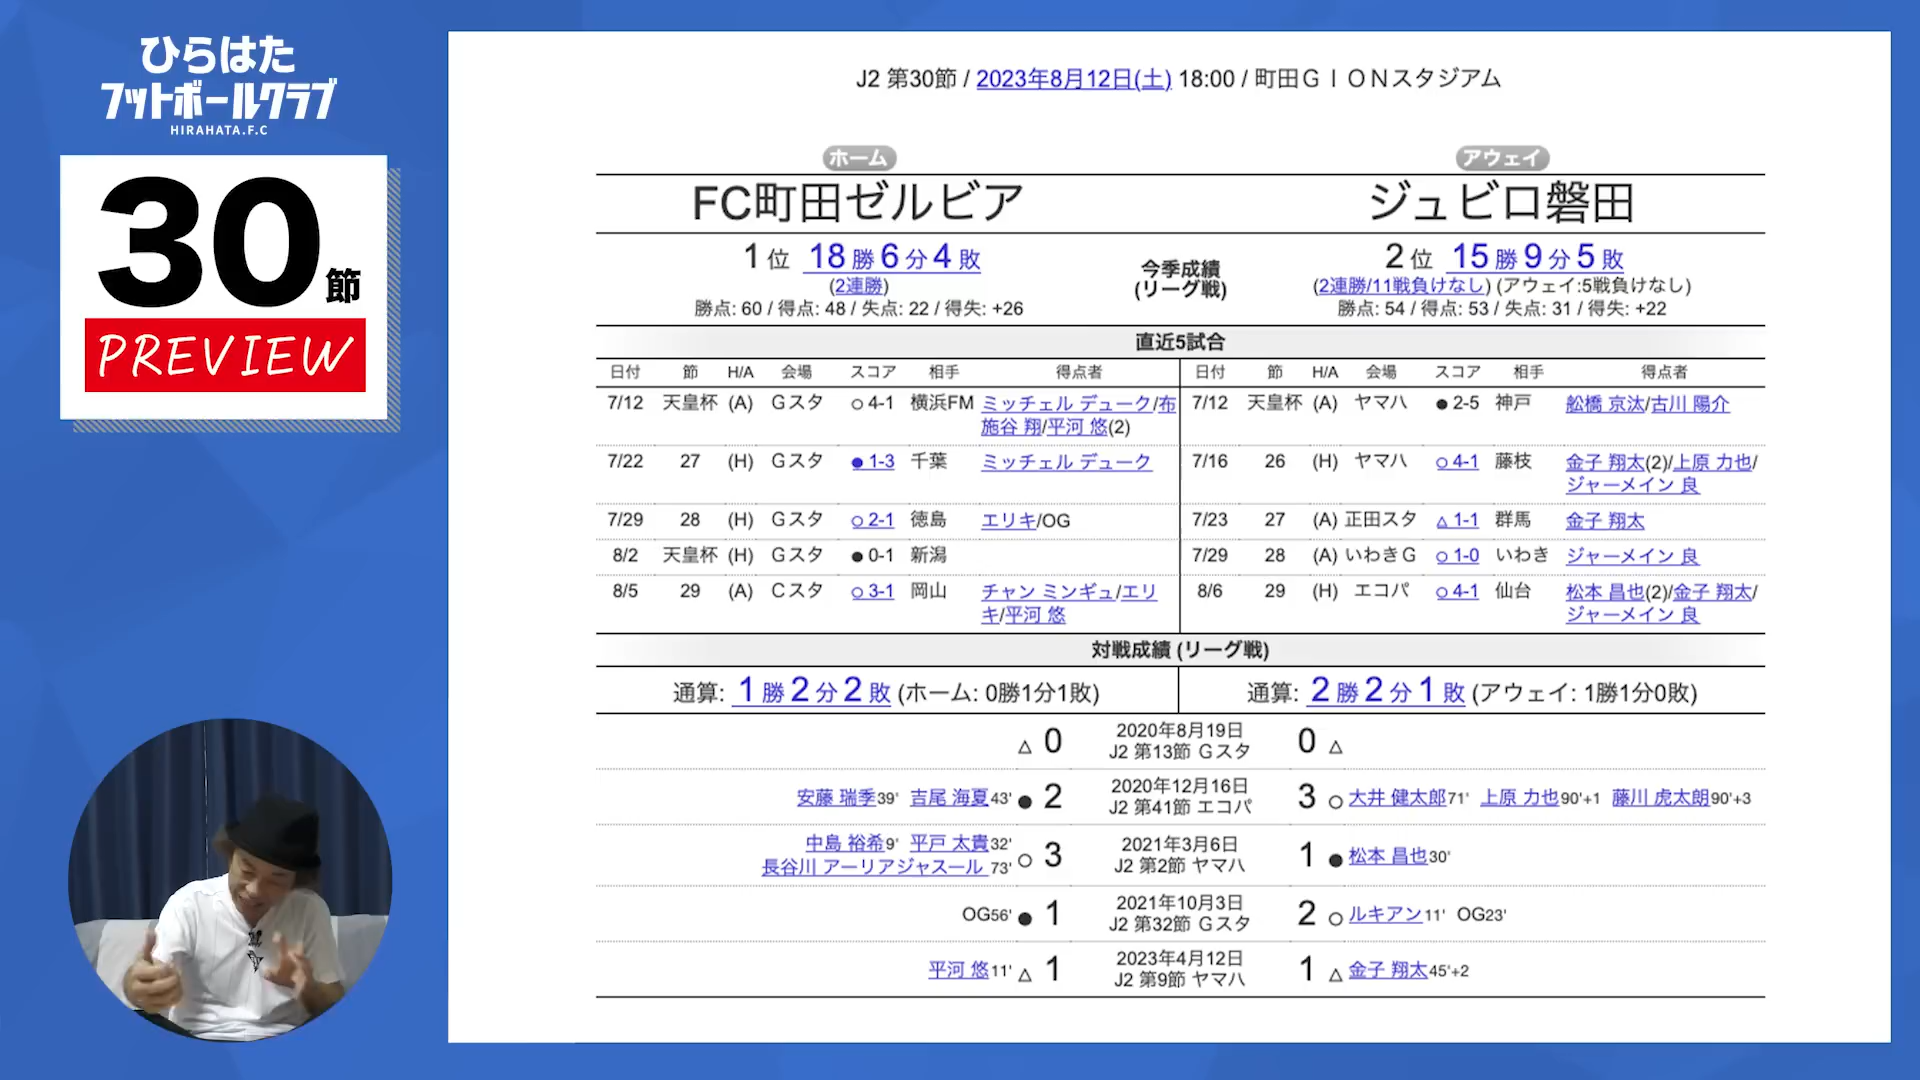 ひらはた
フットボールクラブ
HIRAHATA.F.C
30節
PREVIEW
J2 第30節 / 2023年8月12日(土) 18:00 / 町田ＧＩＯＮスタジアム
ホーム アウェイ
FC町田ゼルビア ジュビロ磐田
1 位 18 勝 6 分 4 敗 今季成績 2 位 15 勝 9 分 5 敗
(2連勝) (リーグ戦) (2連勝/11戦負けなし) (アウェイ:5戦負けなし)
勝点: 60 / 得点: 48 / 失点: 22 / 得失: +26 勝点: 54 / 得点: 53 / 失点: 31 / 得失: +22
直近5試合
日付 節 H/A 会場 スコア 相手 得点者 日付 節 H/A 会場 スコア 相手 得点者
7/12 天皇杯 (A) Gスタ ○ 4-1 横浜FM ミッチェル デューク/布 7/12 天皇杯 (A) ヤマハ ● 2-5 神戸 舩橋 京汰/古川 陽介
施谷 翔/平河 悠(2)
7/22 27 (H) Gスタ ● 1-3 千葉 ミッチェル デューク 7/16 26 (H) ヤマハ ○ 4-1 藤枝 金子 翔太(2)/上原 力也/
ジャーメイン 良
7/29 28 (H) Gスタ ○ 2-1 徳島 エリキ/OG 7/23 27 (A) 正田スタ △ 1-1 群馬 金子 翔太
8/2 天皇杯 (H) Gスタ ● 0-1 新潟 7/29 28 (A) いわきＧ ○ 1-0 いわき ジャーメイン 良
8/5 29 (A) Cスタ ○ 3-1 岡山 チャン ミンギュ/エリ 8/6 29 (H) エコパ ○ 4-1 仙台 松本 昌也(2)/金子 翔太/
キ/平河 悠 ジャーメイン 良
対戦成績 (リーグ戦)
通算: 1 勝 2 分 2 敗 (ホーム: 0勝1分1敗) 通算: 2 勝 2 分 1 敗 (アウェイ: 1勝1分0敗)
△ 0 2020年8月19日 0 △
J2 第13節 Gスタ
安藤 瑞季39' 吉尾 海夏43' ● 2 2020年12月16日 3 ○ 大井 健太郎71' 上原 力也90'+1 藤川 虎太朗90'+3
J2 第41節 エコパ
中島 裕希9' 平戸 太貴32' ○ 3 2021年3月6日 1 ● 松本 昌也30'
長谷川 アーリアジャスール 73' J2 第2節 ヤマハ
OG56' ● 1 2021年10月3日 2 ○ ルキアン11' OG23'
J2 第32節 Gスタ
平河 悠11' △ 1 2023年4月12日 1 △ 金子 翔太45'+2
J2 第9節 ヤマハ